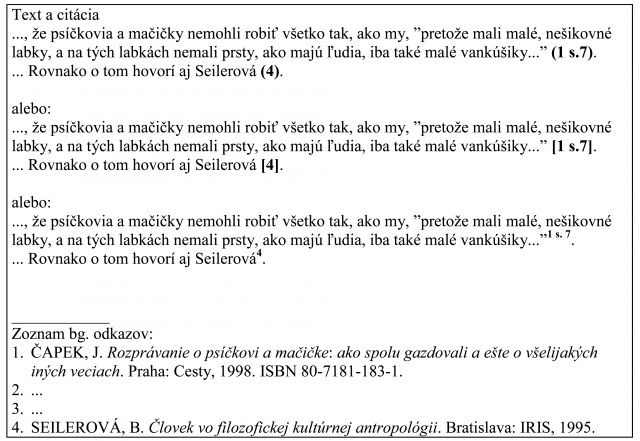 Text a citácia
..., že psíčkovia a mačičky nemohli robiť všetko tak, ako my, ”pretože mali malé, nešikovné
labky, a na tých labkách nemali prsty, ako majú ľudia, iba také malé vankúšiky...” (1 s.7).
... Rovnako o tom hovorí aj Seilerová (4).
alebo:
..., že psíčkovia a mačičky nemohli robiť všetko tak, ako my, ”pretože mali malé, nešikovné
labky, a na tých labkách nemali prsty, ako majú ľudia, iba také malé vankúšiky...” [1 s.7].
... Rovnako o tom hovorí aj Seilerová [4].
alebo:
..., že psíčkovia a mačičky nemohli robiť všetko tak, ako my, ”pretože mali malé, nešikovné
labky, a na tých labkách nemali prsty, ako majú ľudia, iba také malé vankúšiky...”1 s. 7.
... Rovnako o tom hovorí aj Seilerová4.
Zoznam bg. odkazov:
1. ČAPEK, J. Rozprávanie o psíčkovi a mačičke: ako spolu gazdovali a ešte o všelijakých
iných veciach. Praha: Cesty, 1998. ISBN 80-7181-183-1.
2. ...
3. ...
4. SEILEROVÁ, B. Človek vo filozofickej kultúrnej antropológii. Bratislava: IRIS, 1995.